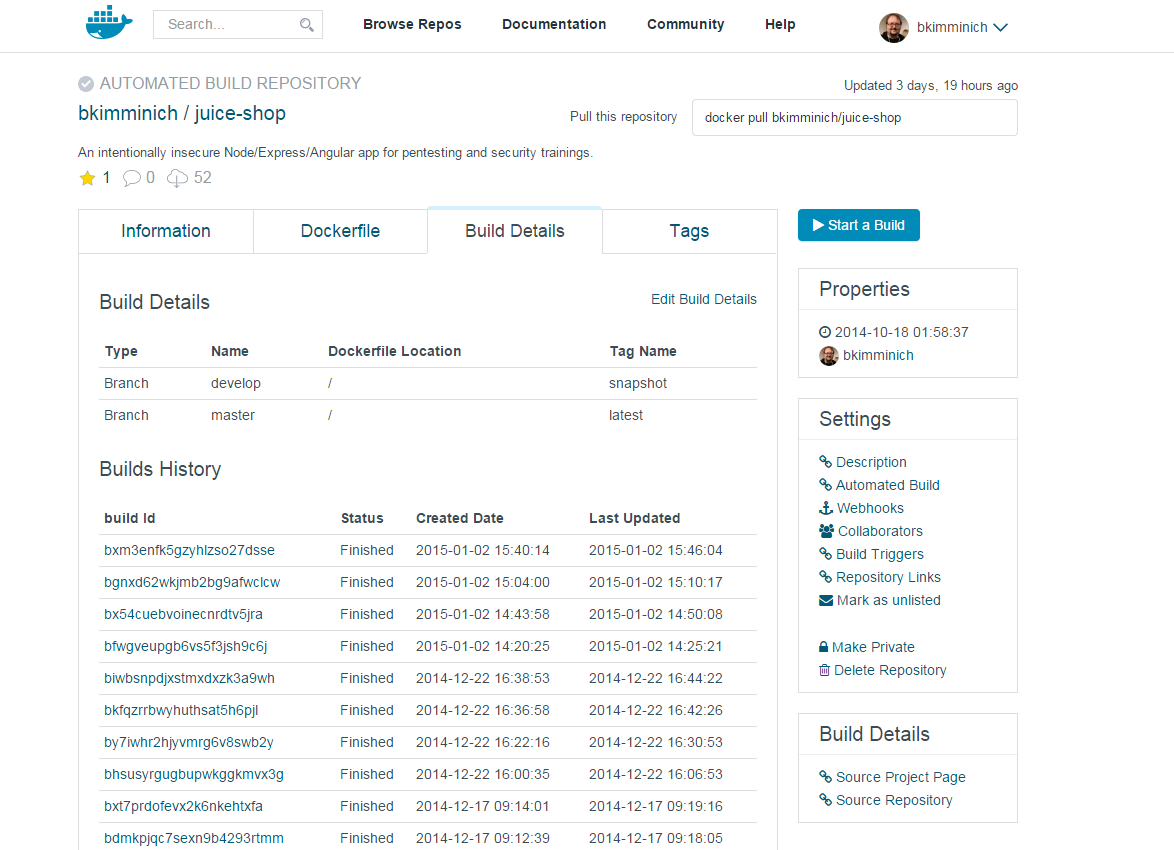 Search...
Browse Repos Documentation Community Help bkimminich
AUTOMATED BUILD REPOSITORY
Updated 3 days, 19 hours ago
bkimminich / juice-shop
Pull this repository docker pull bkimminich/juice-shop
An intentionally insecure Node/Express/Angular app for pentesting and security trainings.
1 0 52
Information Dockerfile Build Details Tags
Start a Build
Build Details Edit Build Details
Type Name Dockerfile Location Tag Name
Branch develop / snapshot
Branch master / latest
Builds History
build Id Status Created Date Last Updated
bxm3enfk5gzyhlzso27dsse Finished 2015-01-02 15:40:14 2015-01-02 15:46:04
bgnxd62wkjmb2bg9afwclcw Finished 2015-01-02 15:04:00 2015-01-02 15:10:17
bx54cuebvoinecnrdtv5jra Finished 2015-01-02 14:43:58 2015-01-02 14:50:08
bfwgveupgb6vs5f3jsh9c6j Finished 2015-01-02 14:20:25 2015-01-02 14:25:21
biwbsnpdjxstmxdxzk3a9wh Finished 2014-12-22 16:38:53 2014-12-22 16:44:22
bkfqzrrbwyhuthsat5h6pjl Finished 2014-12-22 16:36:58 2014-12-22 16:42:26
by7iwhr2hjyvmrg6v8swb2y Finished 2014-12-22 16:22:16 2014-12-22 16:30:53
bhsusyrgugbupwkggkmvx3g Finished 2014-12-22 16:00:35 2014-12-22 16:06:53
bxt7prdofevx2k6nkehtxfa Finished 2014-12-17 09:14:01 2014-12-17 09:19:16
bdmkpjqc7sexn9b4293rtmm Finished 2014-12-17 09:12:39 2014-12-17 09:18:05
Properties
2014-10-18 01:58:37
bkimminich
Settings
Description
Automated Build
Webhooks
Collaborators
Build Triggers
Repository Links
Mark as unlisted
Make Private
Delete Repository
Build Details
Source Project Page
Source Repository